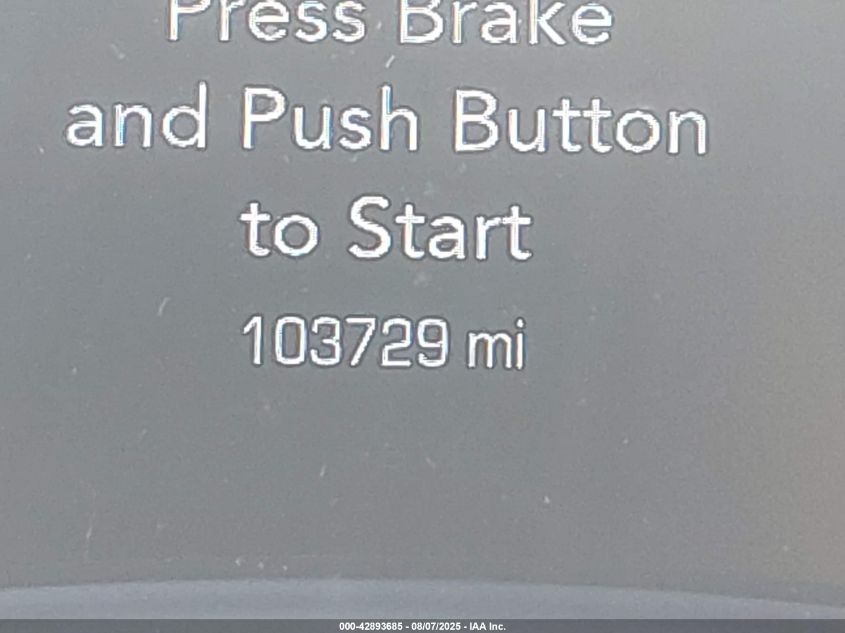 Press Brake
and Push Button
to Start
103729 mi
000-42893685 - 08/07/2025 - IAA Inc.